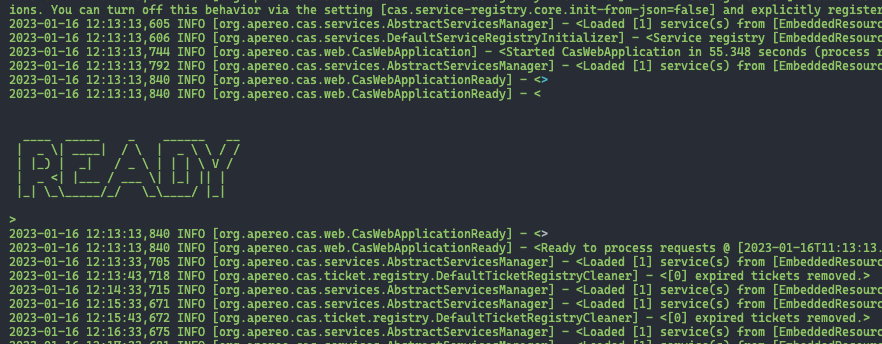 ions. You can turn off this behavior via the setting [cas.service-registry.core.init-from-json=false] and explicitly register
2023-01-16 12:13:13,605 INFO [org.apereo.cas.services.AbstractServicesManager] - <Loaded [1] service(s) from [EmbeddedResourc
2023-01-16 12:13:13,606 INFO [org.apereo.cas.services.DefaultServiceRegistryInitializer] - <Service registry [EmbeddedResourc
2023-01-16 12:13:13,744 INFO [org.apereo.cas.web.CasWebApplication] - <Started CasWebApplication in 55.348 seconds (process r
2023-01-16 12:13:13,792 INFO [org.apereo.cas.services.AbstractServicesManager] - <Loaded [1] service(s) from [EmbeddedResourc
2023-01-16 12:13:13,840 INFO [org.apereo.cas.web.CasWebApplicationReady] - <>
2023-01-16 12:13:13,840 INFO [org.apereo.cas.web.CasWebApplicationReady] - <
READY
>
2023-01-16 12:13:13,840 INFO [org.apereo.cas.web.CasWebApplicationReady] - <>
2023-01-16 12:13:13,840 INFO [org.apereo.cas.web.CasWebApplicationReady] - <Ready to process requests @ [2023-01-16T11:13:13.
2023-01-16 12:13:33,705 INFO [org.apereo.cas.services.AbstractServicesManager] - <Loaded [1] service(s) from [EmbeddedResourc
2023-01-16 12:13:43,718 INFO [org.apereo.cas.ticket.registry.DefaultTicketRegistryCleaner] - <[0] expired tickets removed.>
2023-01-16 12:14:33,715 INFO [org.apereo.cas.services.AbstractServicesManager] - <Loaded [1] service(s) from [EmbeddedResourc
2023-01-16 12:15:33,671 INFO [org.apereo.cas.services.AbstractServicesManager] - <Loaded [1] service(s) from [EmbeddedResourc
2023-01-16 12:15:43,672 INFO [org.apereo.cas.ticket.registry.DefaultTicketRegistryCleaner] - <[0] expired tickets removed.>
2023-01-16 12:16:33,675 INFO [org.apereo.cas.services.AbstractServicesManager] - <Loaded [1] service(s) from [EmbeddedResourc